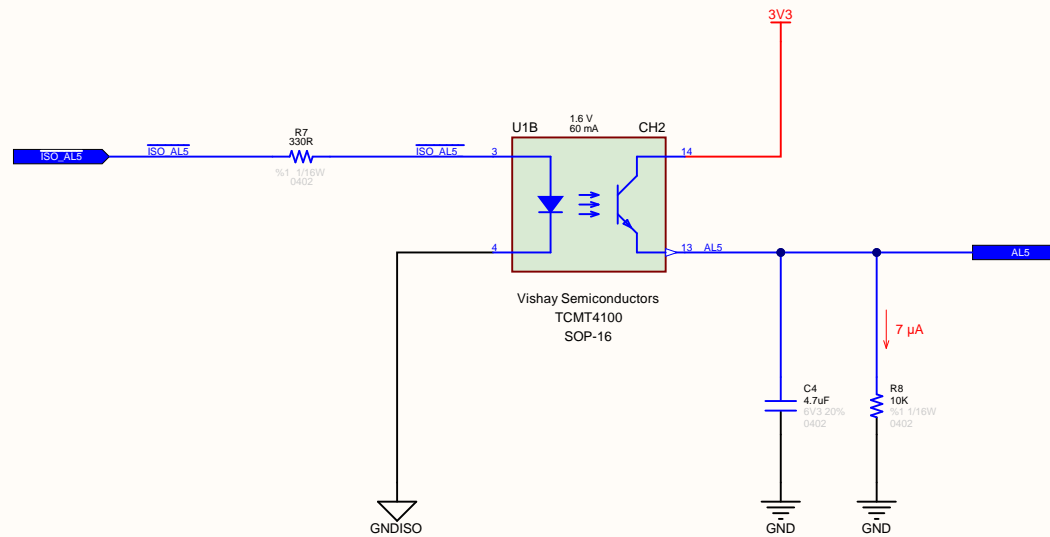 3V3
R7
330R
%1 1/16W
0402
ISO_AL5
ISO_AL5
ISO_AL5_
U1B
1.6 V
60 mA
CH2
3
14
4
13
AL5
AL5
Vishay Semiconductors
TCMT4100
SOP-16
7 µA
C4
4.7uF
6V3 20%
0402
R8
10K
%1 1/16W
0402
GNDISO
GND
GND